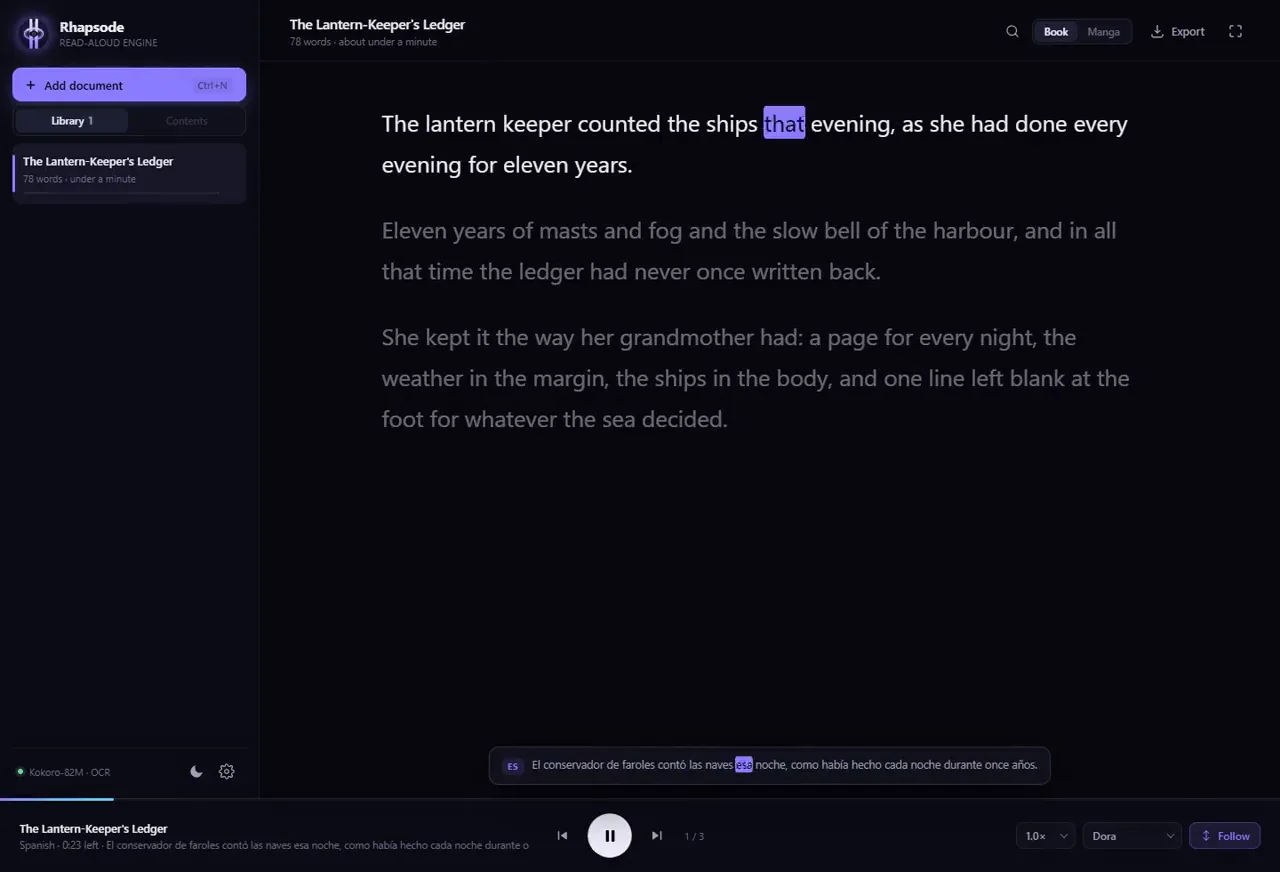 Rhapsode
READ-ALOUD ENGINE
+ Add document Ctrl+N
Library 1 Contents
The Lantern-Keeper's Ledger
78 words · under a minute
Kokoro-82M · OCR
The Lantern-Keeper's Ledger
78 words · about under a minute
Book Manga Export
The lantern keeper counted the ships that evening, as she had done every
evening for eleven years.
Eleven years of masts and fog and the slow bell of the harbour, and in all
that time the ledger had never once written back.
She kept it the way her grandmother had: a page for every night, the
weather in the margin, the ships in the body, and one line left blank at the
foot for whatever the sea decided.
ES El conservador de faroles contó las naves esa noche, como había hecho cada noche durante once años.
The Lantern-Keeper's Ledger
Spanish · 0:23 left · El conservador de faroles contó las naves esa noche, como había hecho cada noche durante o
1 / 3
1.0× Dora Follow